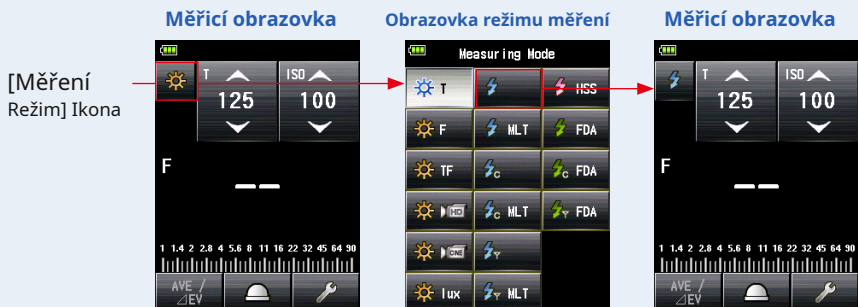 Měřicí obrazovka
Obrazovka režimu měření
Měřicí obrazovka
[Měření
Režim] Ikona
T
ISO
125
100
F
1 1.4 2 2.8 4 5.6 8 11 16 22 32 45 64 90
AVE /
⊿EV
Measuring Mode
T
HSS
F
MLT
FDA
TF
C
C FDA
HD
C MLT
Y FDA
CINE
Y
lux
Y MLT
T
ISO
125
100
F
1 1.4 2 2.8 4 5.6 8 11 16 22 32 45 64 90
AVE /
⊿EV